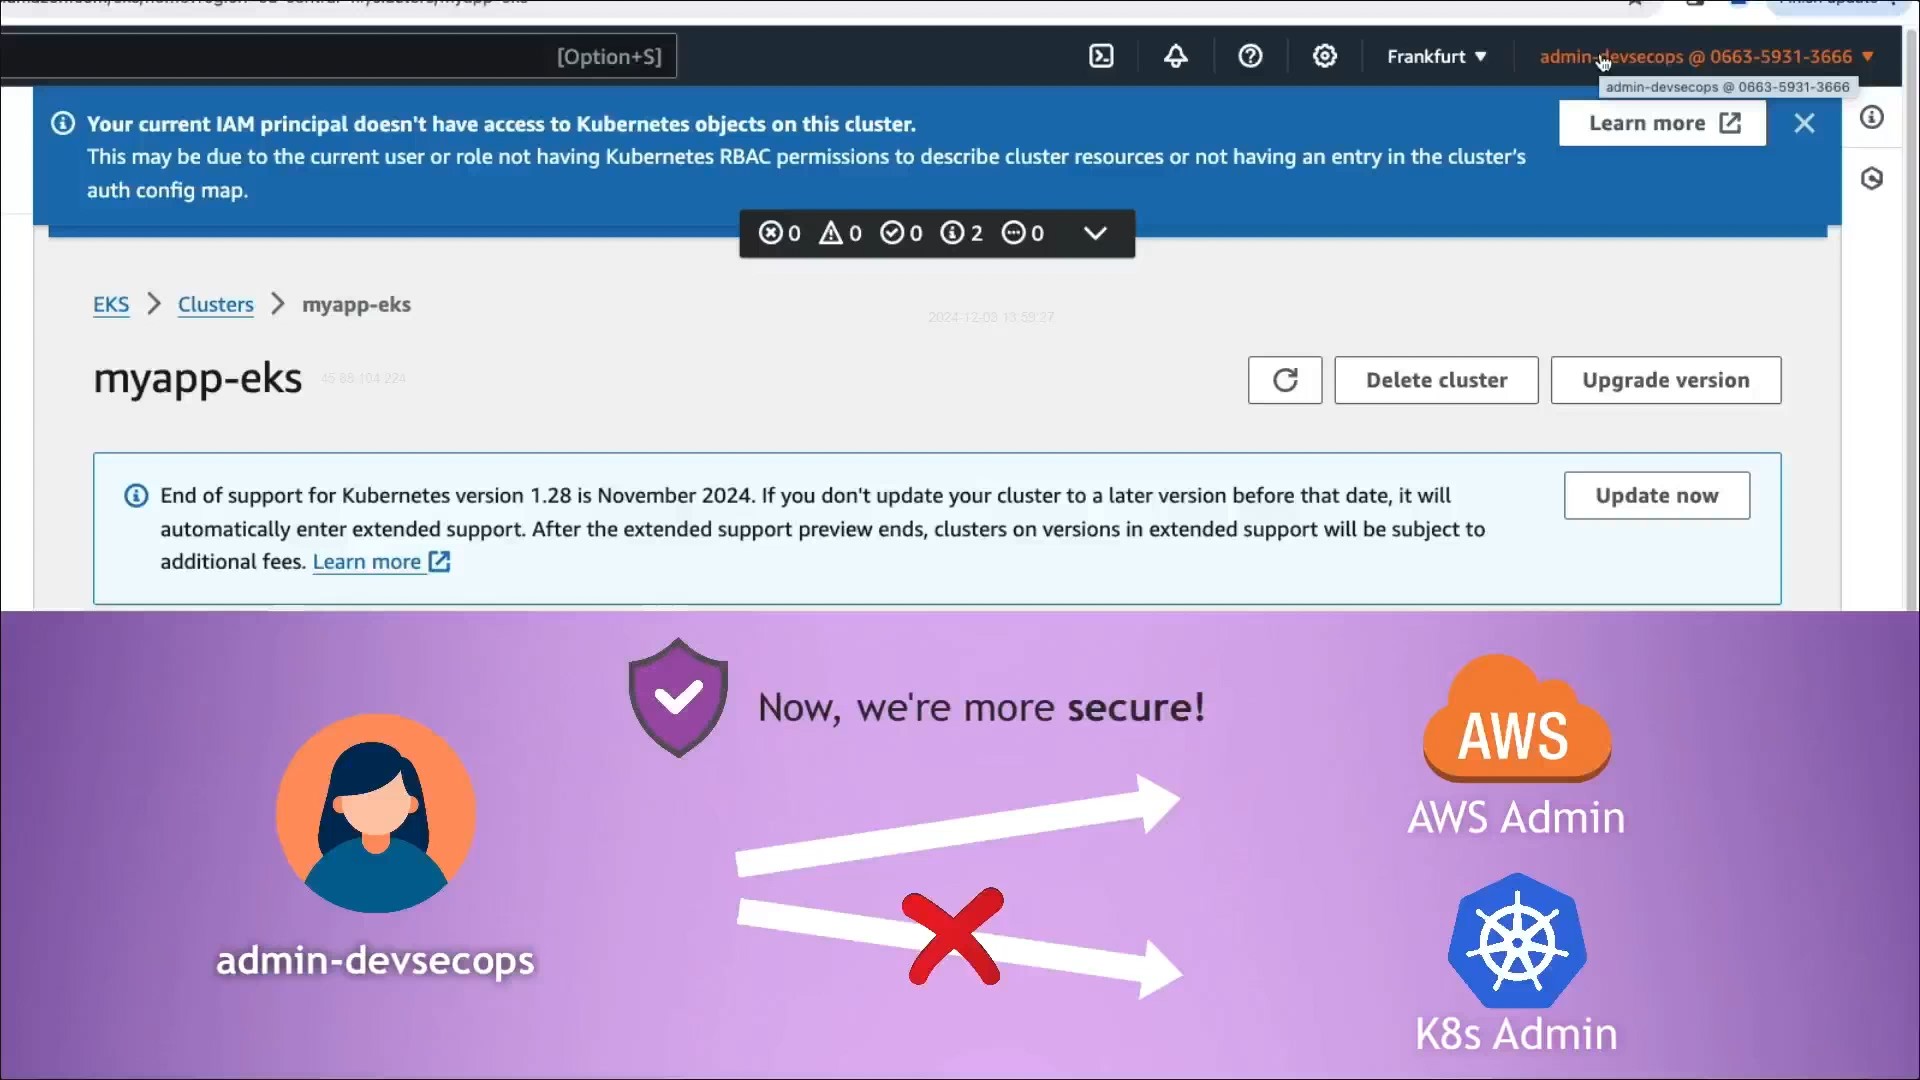 [Option+S]
Frankfurt
admin-devsecops @ 0663-5931-3666
admin-devsecops @ 0663-5931-3666
Your current IAM principal doesn't have access to Kubernetes objects on this cluster.
This may be due to the current user or role not having Kubernetes RBAC permissions to describe cluster resources or not having an entry in the cluster's
auth config map.
Learn more
0 0 0 2 0
EKS > Clusters > myapp-eks
2024-12-03 13:59:27
myapp-eks
45.88.104.224
Delete cluster
Upgrade version
End of support for Kubernetes version 1.28 is November 2024. If you don't update your cluster to a later version before that date, it will
automatically enter extended support. After the extended support preview ends, clusters on versions in extended support will be subject to
additional fees. Learn more
Update now
Now, we're more secure!
AWS
AWS Admin
admin-devsecops
K8s Admin